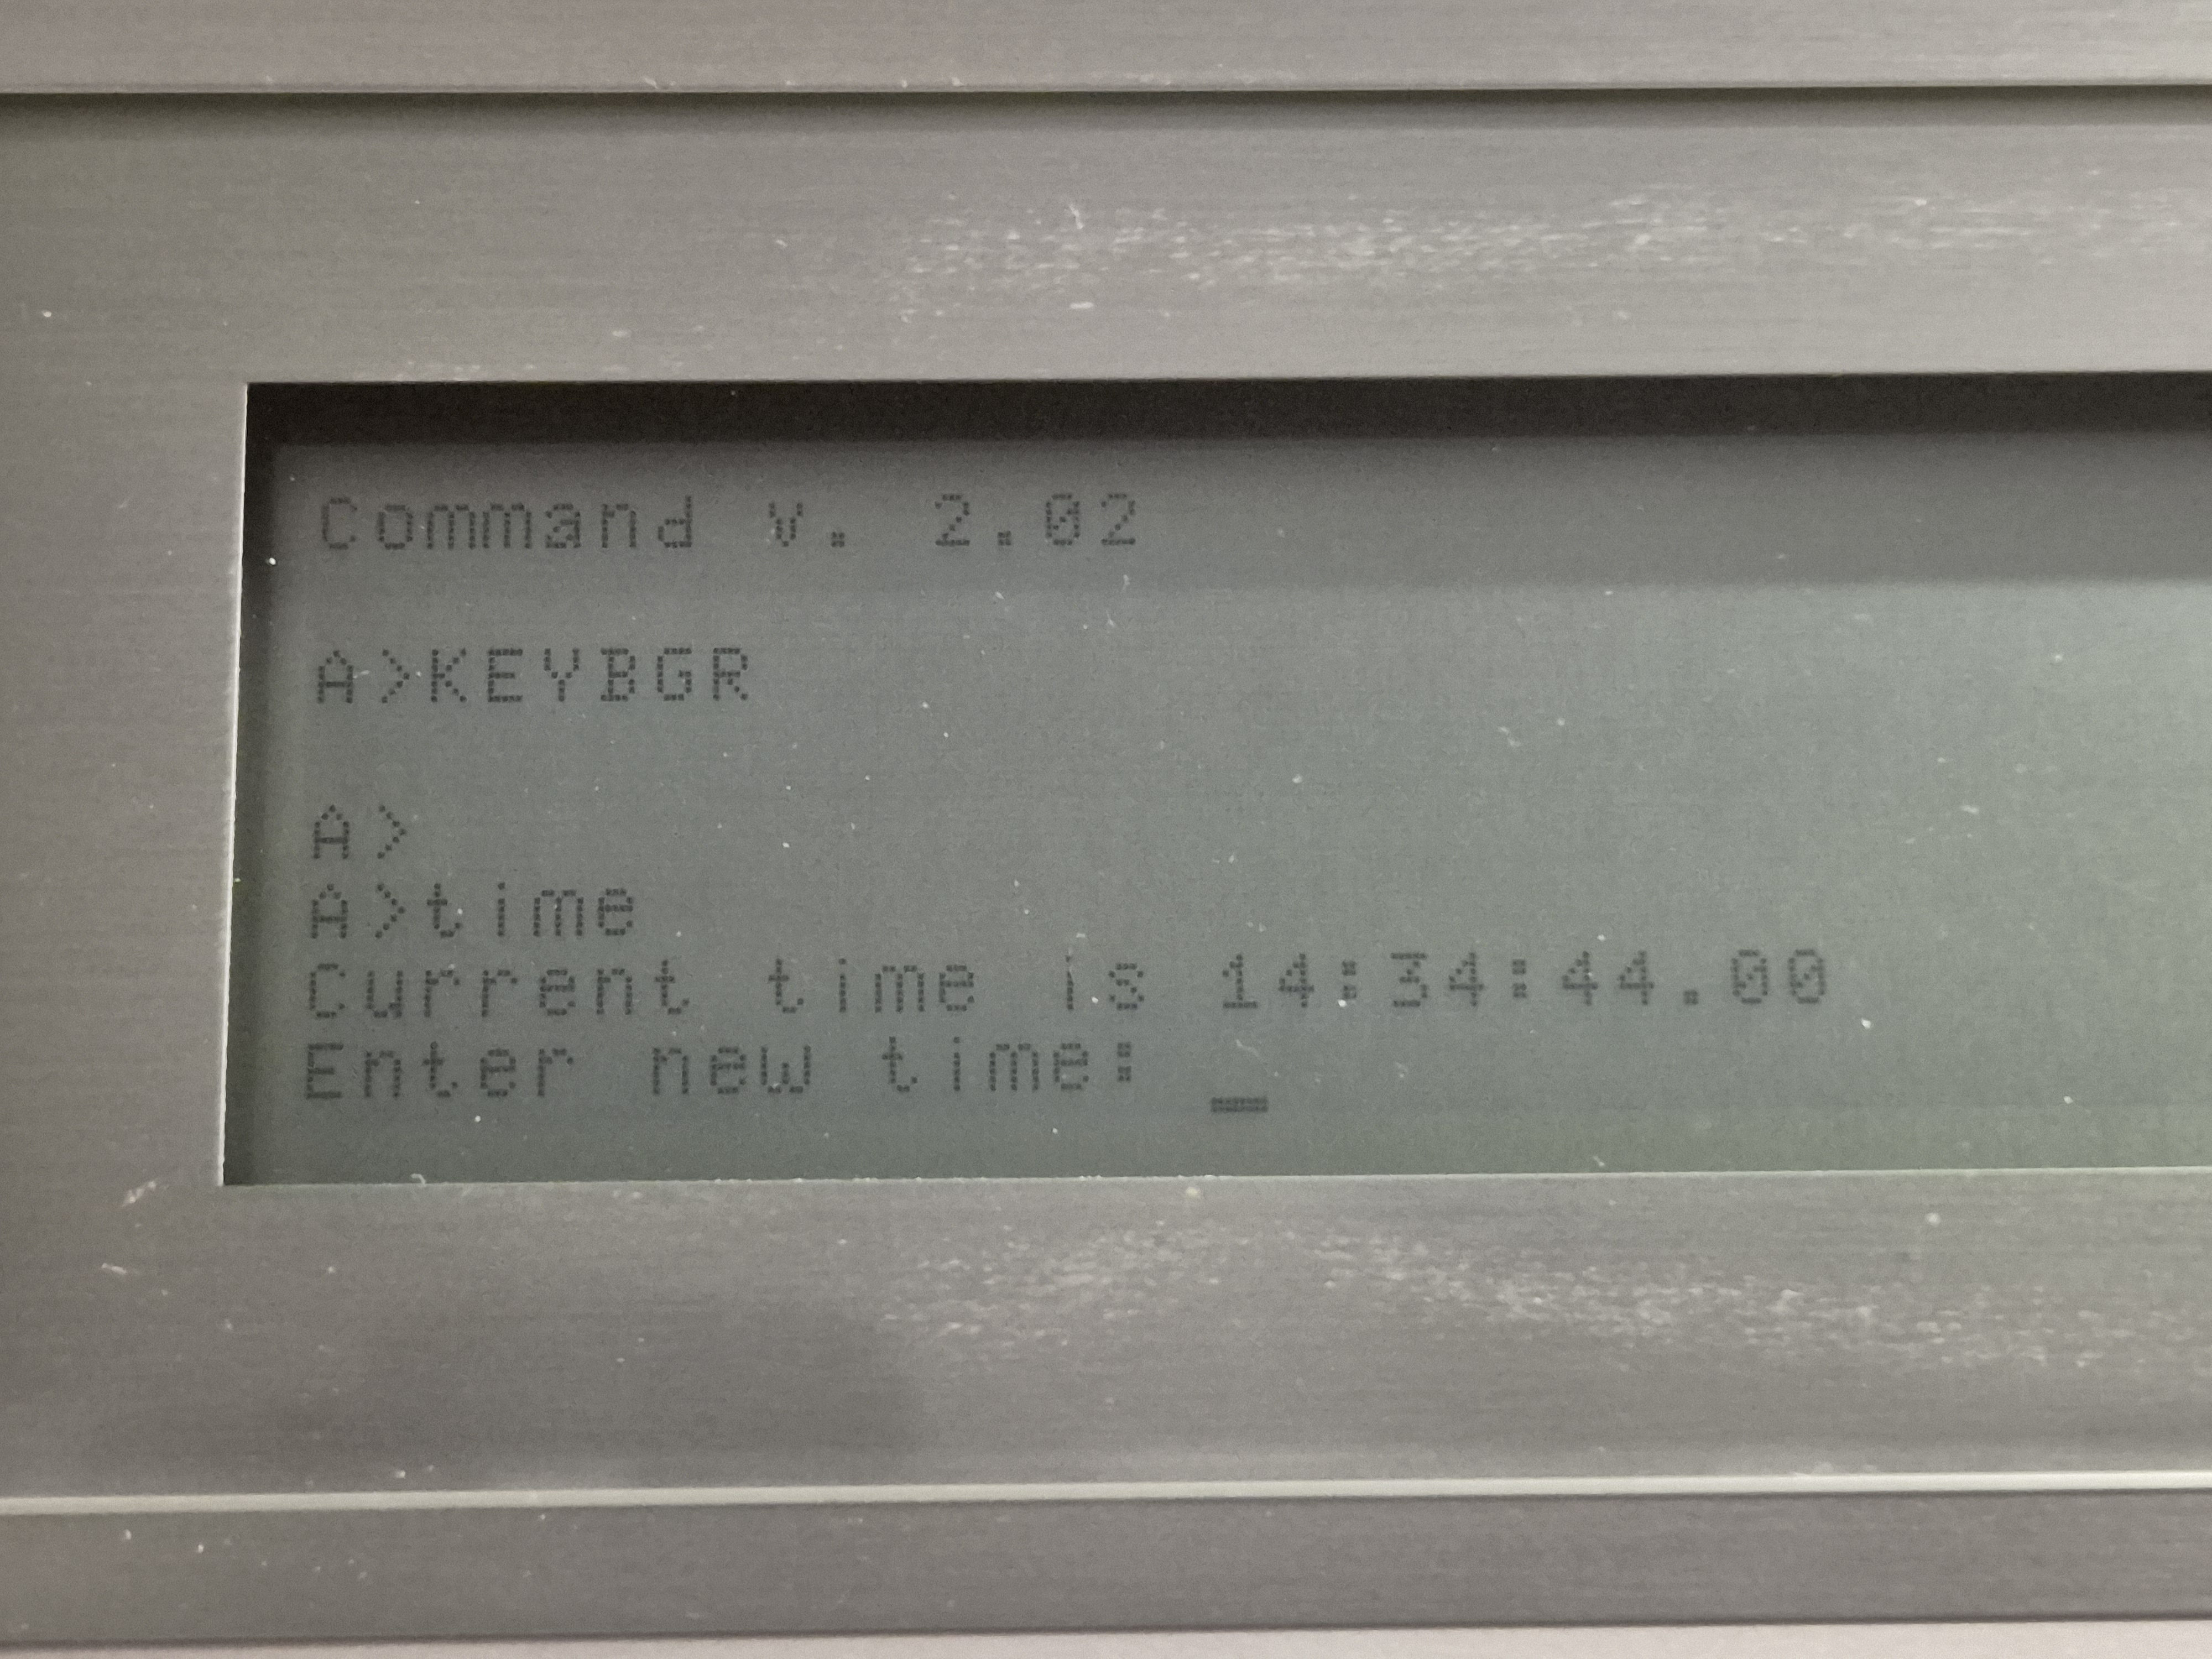 Command v. 2.02
A>KEYBGR
A>
A>time
Current time is 14:34:44.00
Enter new time: _